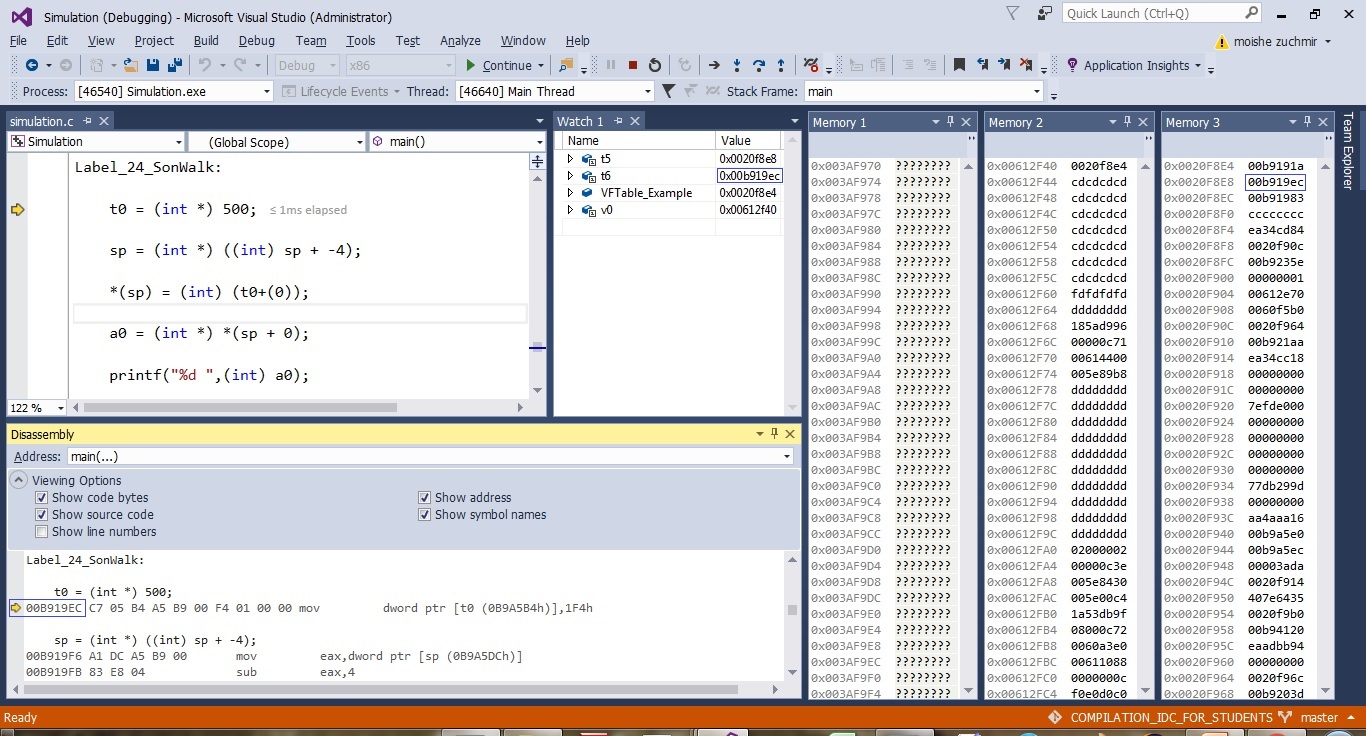 Simulation (Debugging) - Microsoft Visual Studio (Administrator)
Quick Launch (Ctrl+Q)
File Edit View Project Build Debug Team Tools Test Analyze Window Help
moishe zuchmir
Debug x86 Continue Application Insights
Process: [46540] Simulation.exe Lifecycle Events Thread: [46640] Main Thread Stack Frame: main
simulation.c
Simulation (Global Scope) main()
Label_24_SonWalk:
t0 = (int *) 500; ≤ 1ms elapsed
sp = (int *) ((int) sp + -4);
*(sp) = (int) (t0+(0));
a0 = (int *) *(sp + 0);
printf("%d ",(int) a0);
122 %
Watch 1
Name Value
t5 0x0020f8e8
t6 0x00b919ec
VFTable_Example 0x0020f8e4
v0 0x00612f40
Disassembly
Address: main(...)
Viewing Options
Show code bytes Show address
Show source code Show symbol names
Show line numbers
Label_24_SonWalk:
t0 = (int *) 500;
00B919EC C7 05 B4 A5 B9 00 F4 01 00 00 mov dword ptr [t0 (0B9A5B4h)],1F4h
sp = (int *) ((int) sp + -4);
00B919F6 A1 DC A5 B9 00 mov eax,dword ptr [sp (0B9A5DCh)]
00B919FB 83 E8 04 sub eax,4
Memory 1
0x003AF970 ????????
0x003AF974 ????????
0x003AF978 ????????
0x003AF97C ????????
0x003AF980 ????????
0x003AF984 ????????
0x003AF988 ????????
0x003AF98C ????????
0x003AF990 ????????
0x003AF994 ????????
0x003AF998 ????????
0x003AF99C ????????
0x003AF9A0 ????????
0x003AF9A4 ????????
0x003AF9A8 ????????
0x003AF9AC ????????
0x003AF9B0 ????????
0x003AF9B4 ????????
0x003AF9B8 ????????
0x003AF9BC ????????
0x003AF9C0 ????????
0x003AF9C4 ????????
0x003AF9C8 ????????
0x003AF9CC ????????
0x003AF9D0 ????????
0x003AF9D4 ????????
0x003AF9D8 ????????
0x003AF9DC ????????
0x003AF9E0 ????????
0x003AF9E4 ????????
0x003AF9E8 ????????
0x003AF9EC ????????
0x003AF9F0 ????????
0x003AF9F4 ????????
Memory 2
0x00612F40 0020f8e4
0x00612F44 cdcdcdcd
0x00612F48 cdcdcdcd
0x00612F4C cdcdcdcd
0x00612F50 cdcdcdcd
0x00612F54 cdcdcdcd
0x00612F58 cdcdcdcd
0x00612F5C cdcdcdcd
0x00612F60 fdfdfdfd
0x00612F64 dddddddd
0x00612F68 185ad996
0x00612F6C 00000c71
0x00612F70 00614400
0x00612F74 005e89b8
0x00612F78 dddddddd
0x00612F7C dddddddd
0x00612F80 dddddddd
0x00612F84 dddddddd
0x00612F88 dddddddd
0x00612F8C dddddddd
0x00612F90 dddddddd
0x00612F94 dddddddd
0x00612F98 dddddddd
0x00612F9C dddddddd
0x00612FA0 02000002
0x00612FA4 00000c3e
0x00612FA8 005e8430
0x00612FAC 005e00c4
0x00612FB0 1a53db9f
0x00612FB4 08000c72
0x00612FB8 0060a3e0
0x00612FBC 00611088
0x00612FC0 0000000c
0x00612FC4 f0e0d0c0
Memory 3
0x0020F8E4 00b9191a
0x0020F8E8 00b919ec
0x0020F8EC 00b91983
0x0020F8F0 cccccccc
0x0020F8F4 ea34cd84
0x0020F8F8 0020f90c
0x0020F8FC 00b9235e
0x0020F900 00000001
0x0020F904 00612e70
0x0020F908 0060f5b0
0x0020F90C 0020f964
0x0020F910 00b921aa
0x0020F914 ea34cc18
0x0020F918 00000000
0x0020F91C 00000000
0x0020F920 7efde000
0x0020F924 00000000
0x0020F928 00000000
0x0020F92C 00000000
0x0020F930 00000000
0x0020F934 77db299d
0x0020F938 00000000
0x0020F93C aa4aaa16
0x0020F940 00b9a5e0
0x0020F944 00b9a5ec
0x0020F948 00003ada
0x0020F94C 0020f914
0x0020F950 407e6435
0x0020F954 0020f9b0
0x0020F958 00b94120
0x0020F95C eaadbb94
0x0020F960 00000000
0x0020F964 0020f96c
0x0020F968 00b9203d
Team Explorer
Ready
COMPILATION_IDC_FOR_STUDENTS master